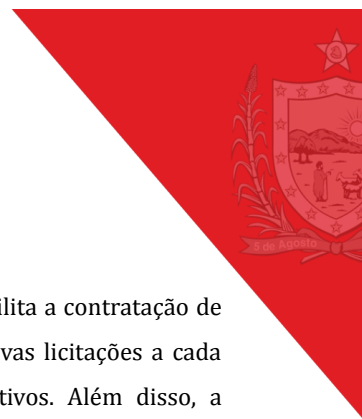 5 de Agosto
ilita a contratação de
vas licitações a cada
tivos. Além disso, a